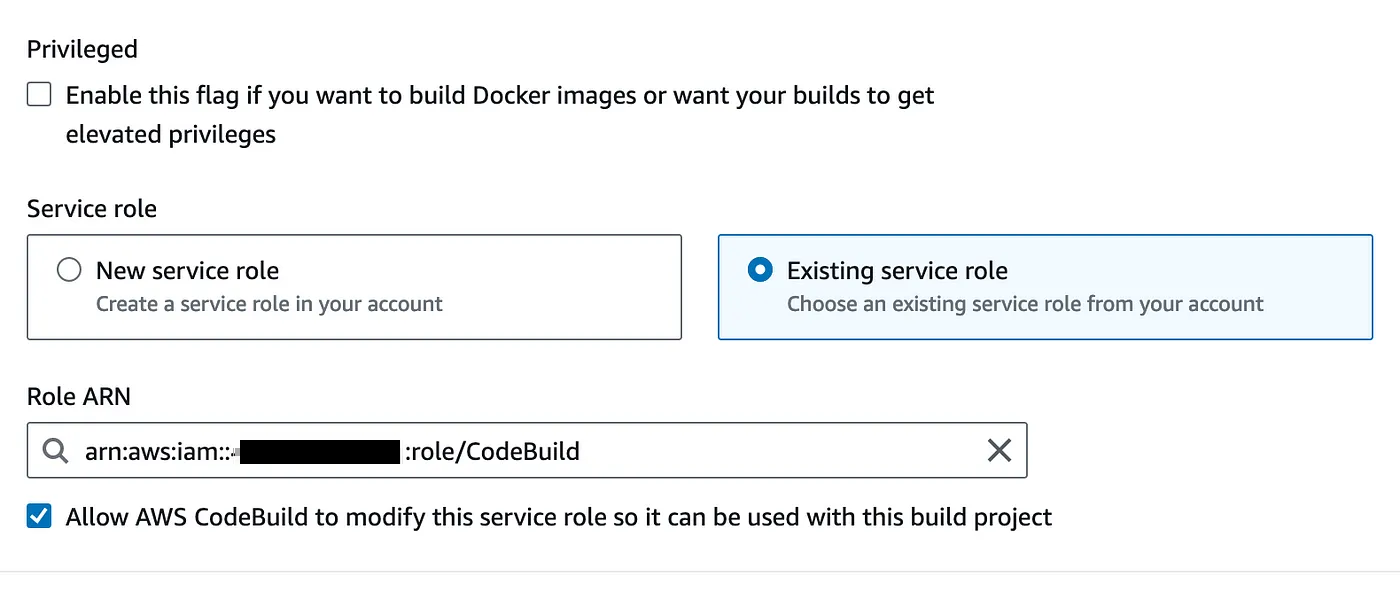 Privileged
Enable this flag if you want to build Docker images or want your builds to get
elevated privileges
Service role
New service role
Create a service role in your account
Existing service role
Choose an existing service role from your account
Role ARN
arn:aws:iam:: :role/CodeBuild
Allow AWS CodeBuild to modify this service role so it can be used with this build project